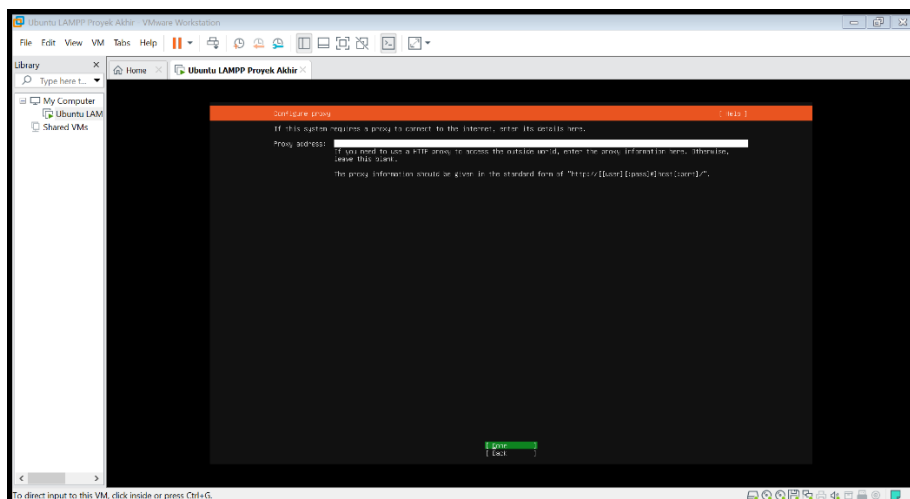 Ubuntu LAMPP Proyek Akhir - VMware Workstation
File Edit View VM Tabs Help
Library
Home
Ubuntu LAMPP Proyek Akhir
Type here t...
My Computer
Ubuntu LAM
Shared VMs
Configure proxy [ Help ]
If this system requires a proxy to connect to the internet, enter its details here.
Proxy address:
If you need to use a HTTP proxy to access the outside world, enter the proxy information here. Otherwise,
leave this blank.
The proxy information should be given in the standard form of "http://[[user][:pass]@]host[:port]/".
[ Done ]
[ Back ]
To direct input to this VM, click inside or press Ctrl+G.